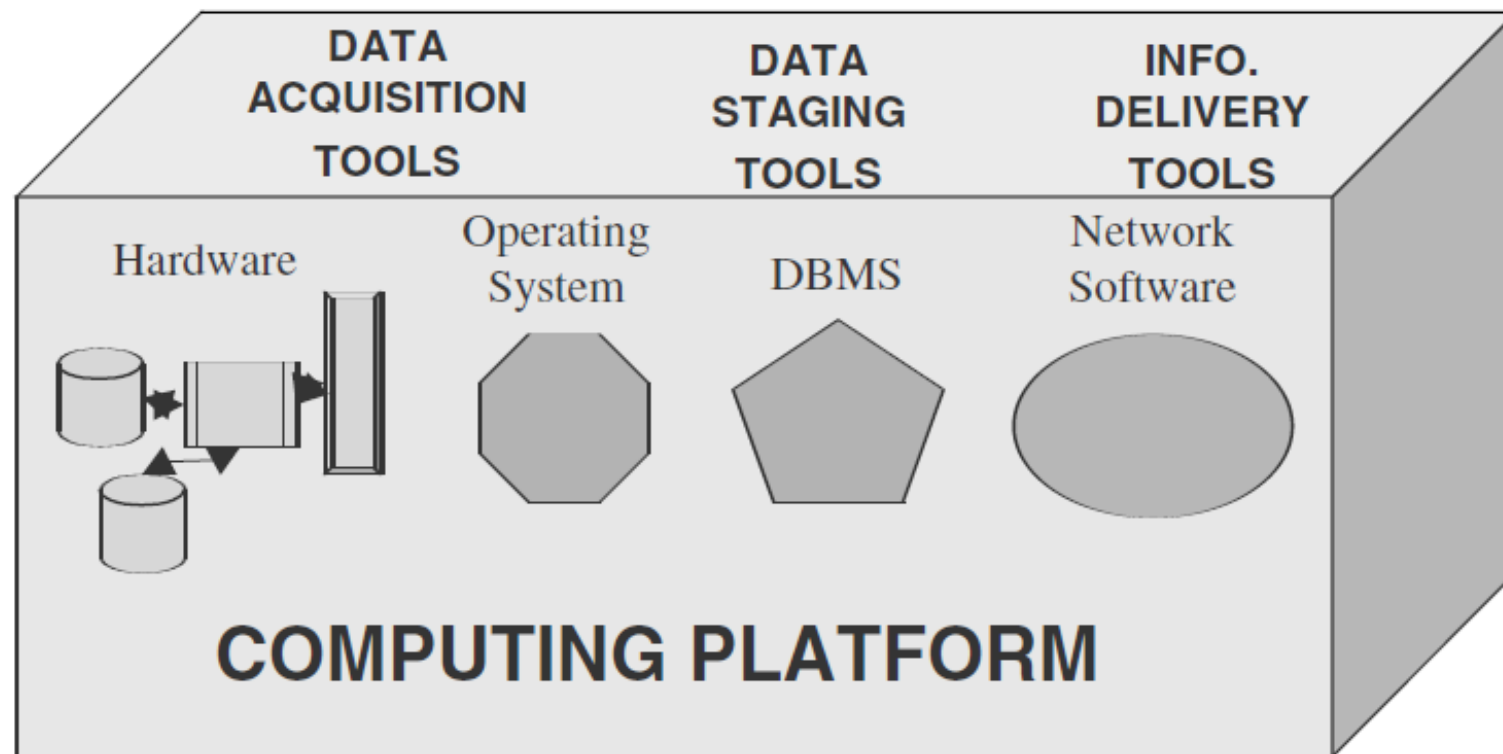 DATA
ACQUISITION
TOOLS
DATA
STAGING
TOOLS
INFO.
DELIVERY
TOOLS
Hardware
Operating
System
DBMS
Network
Software
COMPUTING PLATFORM